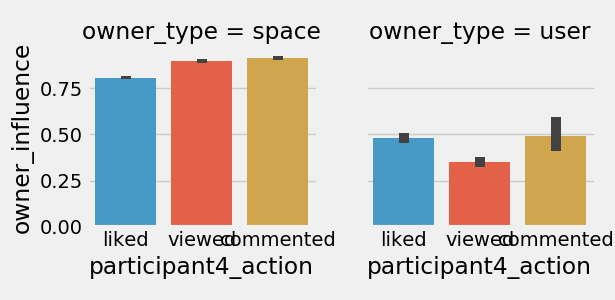 owner_type = space
owner_type = user
owner_influence
0.75
0.50
0.25
0.00
liked viewed commented
liked viewed commented
participant4_action
participant4_action